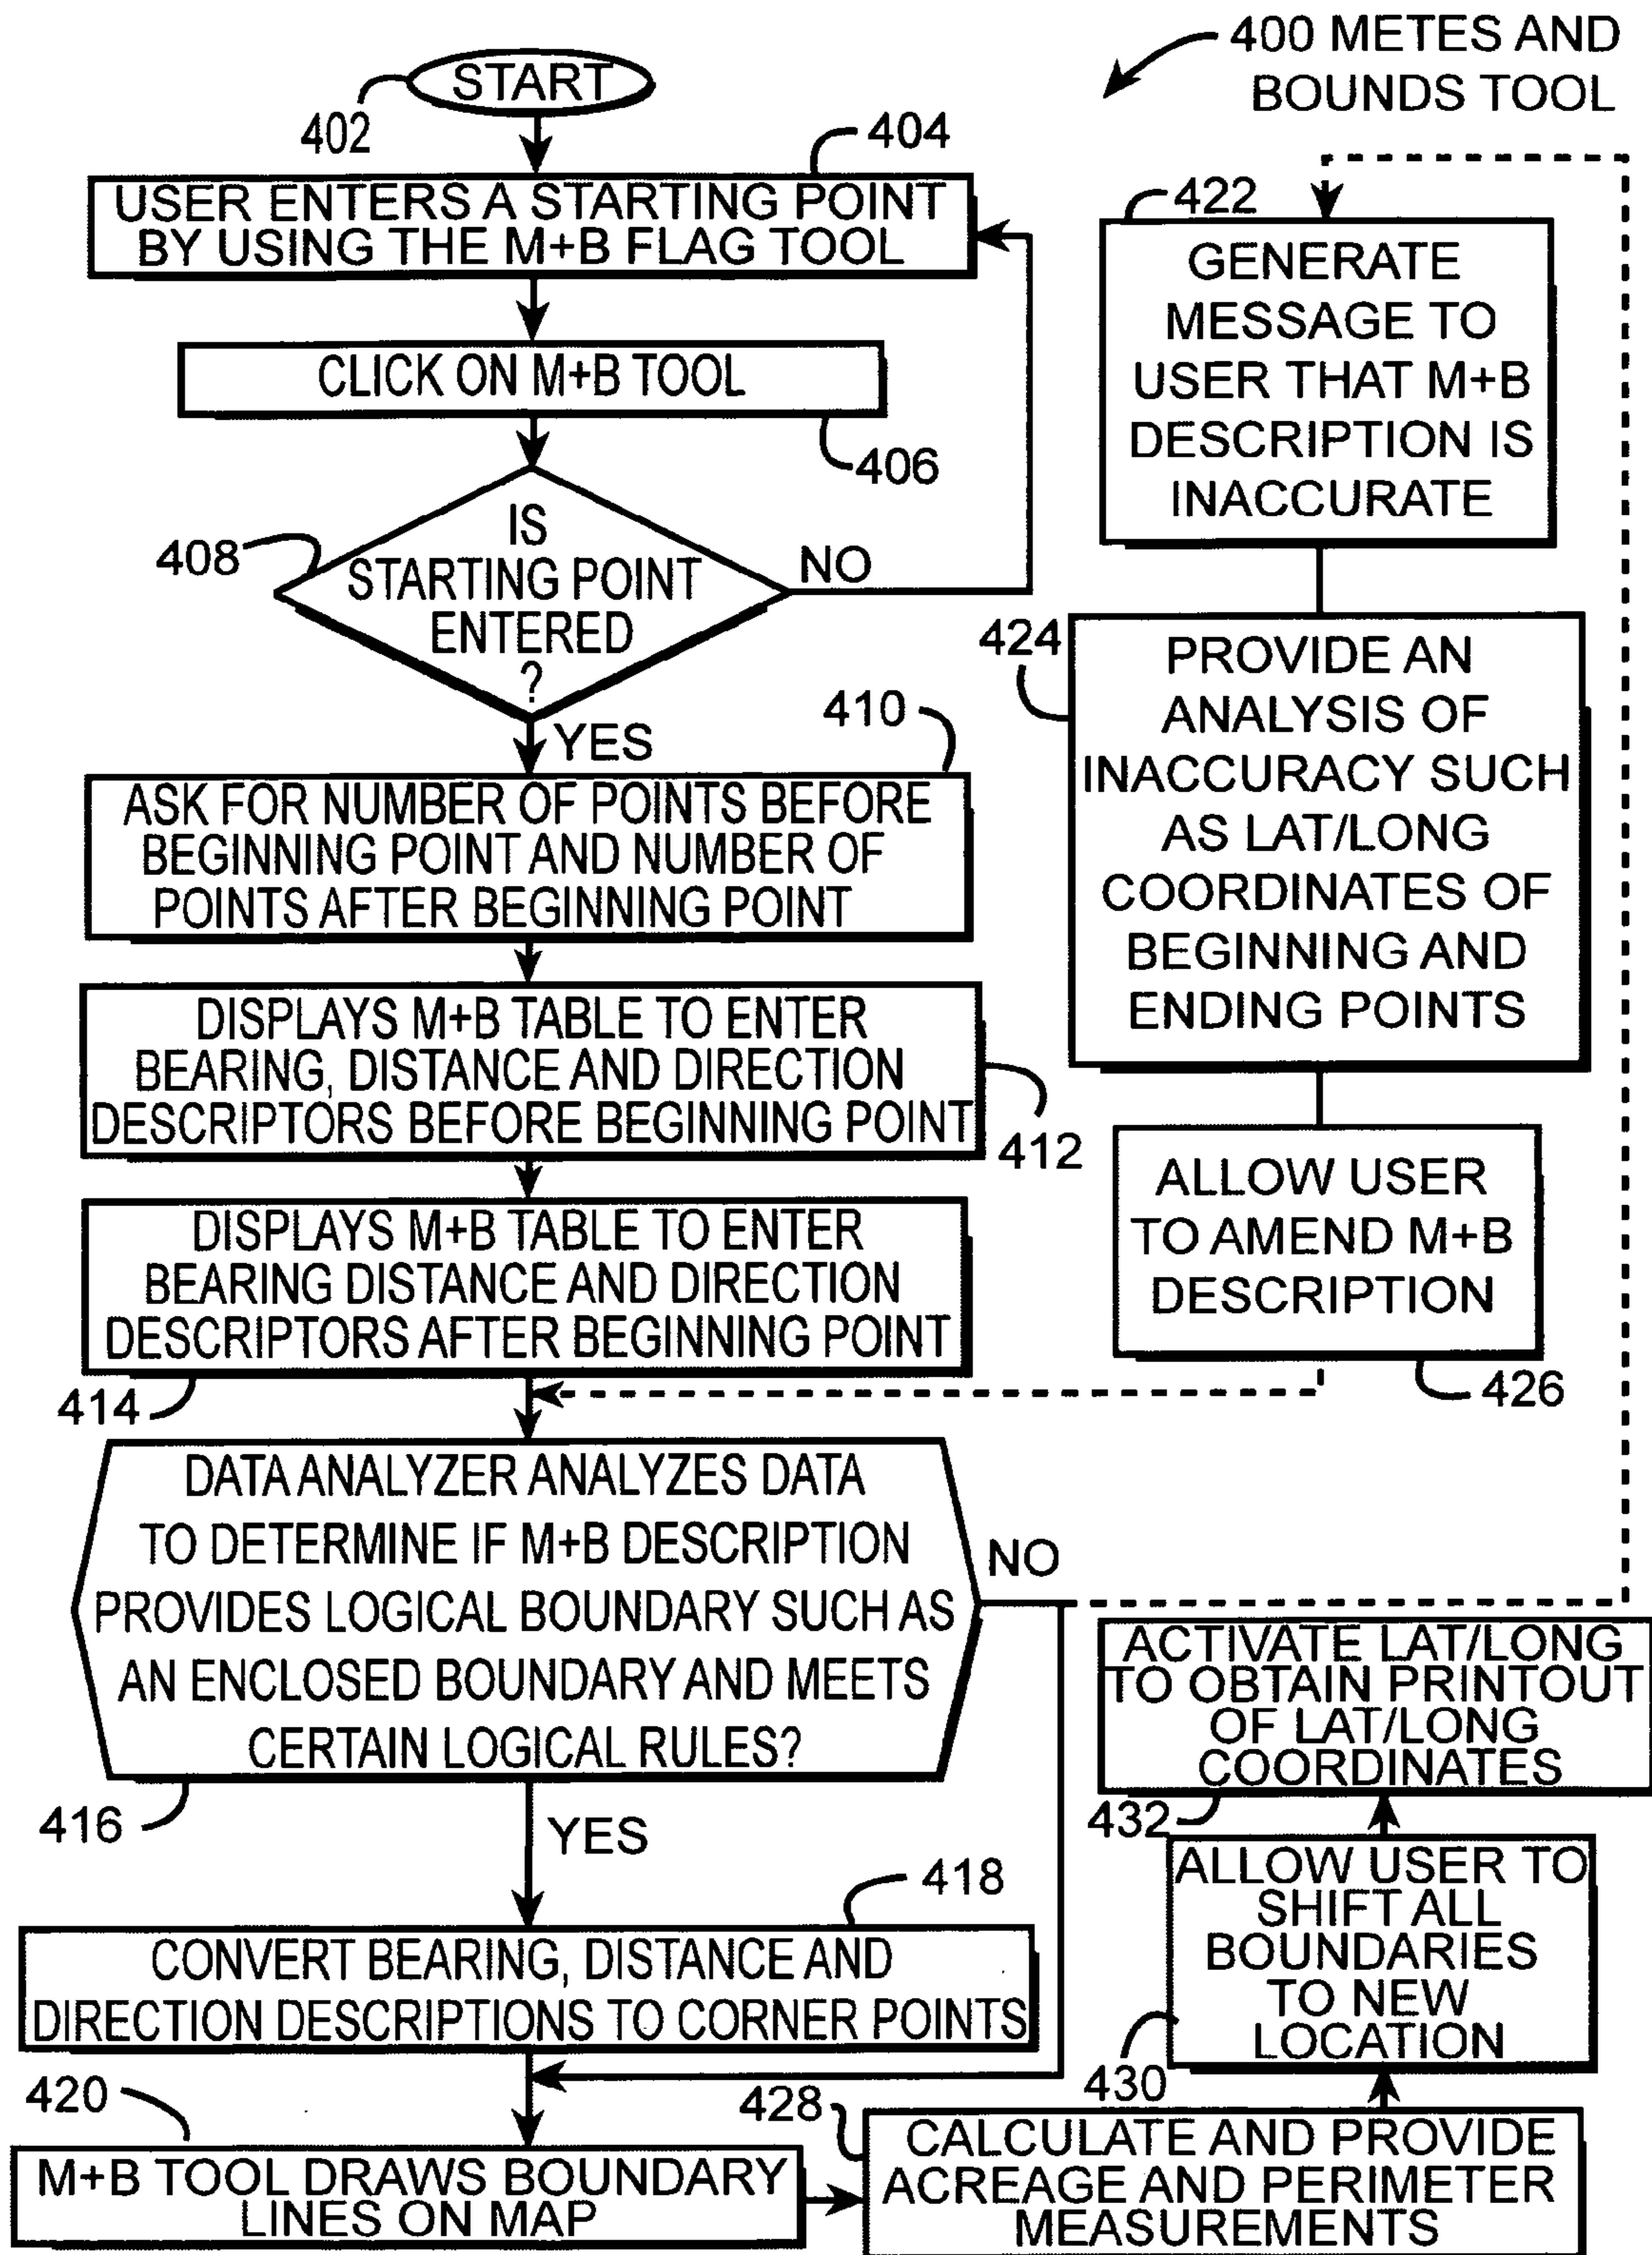 400 METES AND
BOUNDS TOOL
START
402
404
USER ENTERS A STARTING POINT
BY USING THE M+B FLAG TOOL
CLICK ON M+B TOOL
406
408
IS
STARTING POINT
ENTERED
?
NO
YES
410
ASK FOR NUMBER OF POINTS BEFORE
BEGINNING POINT AND NUMBER OF
POINTS AFTER BEGINNING POINT
DISPLAYS M+B TABLE TO ENTER
BEARING, DISTANCE AND DIRECTION
DESCRIPTORS BEFORE BEGINNING POINT
412
DISPLAYS M+B TABLE TO ENTER
BEARING DISTANCE AND DIRECTION
DESCRIPTORS AFTER BEGINNING POINT
414
DATA ANALYZER ANALYZES DATA
TO DETERMINE IF M+B DESCRIPTION
PROVIDES LOGICAL BOUNDARY SUCH AS
AN ENCLOSED BOUNDARY AND MEETS
CERTAIN LOGICAL RULES?
NO
416
YES
418
CONVERT BEARING, DISTANCE AND
DIRECTION DESCRIPTIONS TO CORNER POINTS
420
M+B TOOL DRAWS BOUNDARY
LINES ON MAP
422
GENERATE
MESSAGE TO
USER THAT M+B
DESCRIPTION IS
INACCURATE
424
PROVIDE AN
ANALYSIS OF
INACCURACY SUCH
AS LAT/LONG
COORDINATES OF
BEGINNING AND
ENDING POINTS
ALLOW USER
TO AMEND M+B
DESCRIPTION
426
ACTIVATE LAT/LONG
TO OBTAIN PRINTOUT
OF LAT/LONG
COORDINATES
432
ALLOW USER TO
SHIFT ALL
BOUNDARIES
TO NEW
LOCATION
430
428
CALCULATE AND PROVIDE
ACREAGE AND PERIMETER
MEASUREMENTS